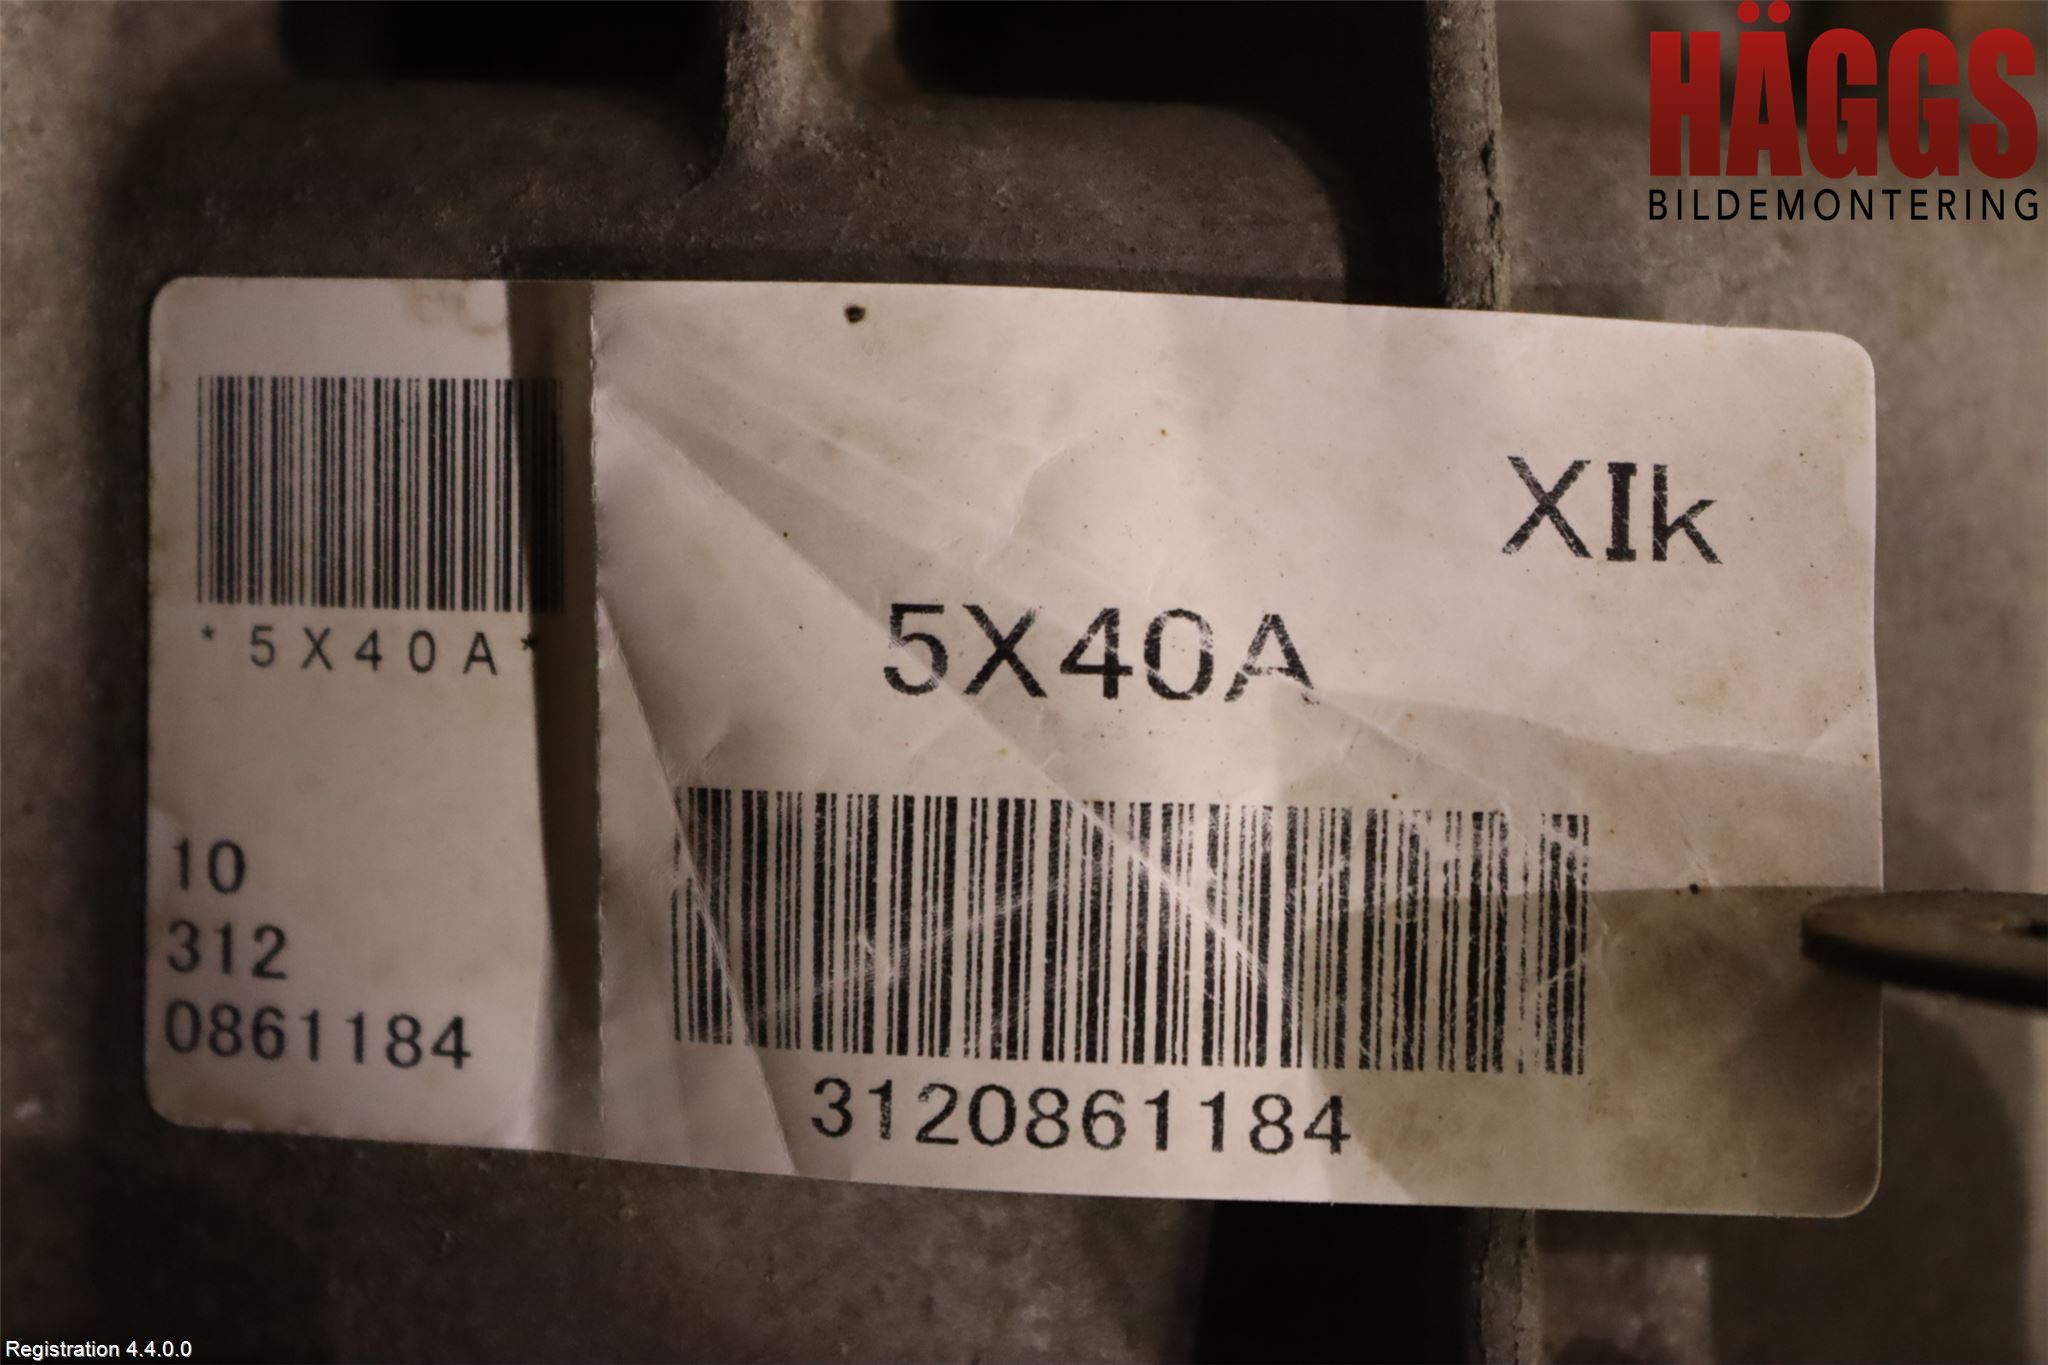 HÄGGS
BILDEMONTERING
XIk
5X40A
*5X40A*
10
312
0861184
3120861184
Registration 4.4.0.0